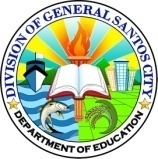 DIVISION OF GENERAL SANTOS CITY
DEPARTMENT OF EDUCATION